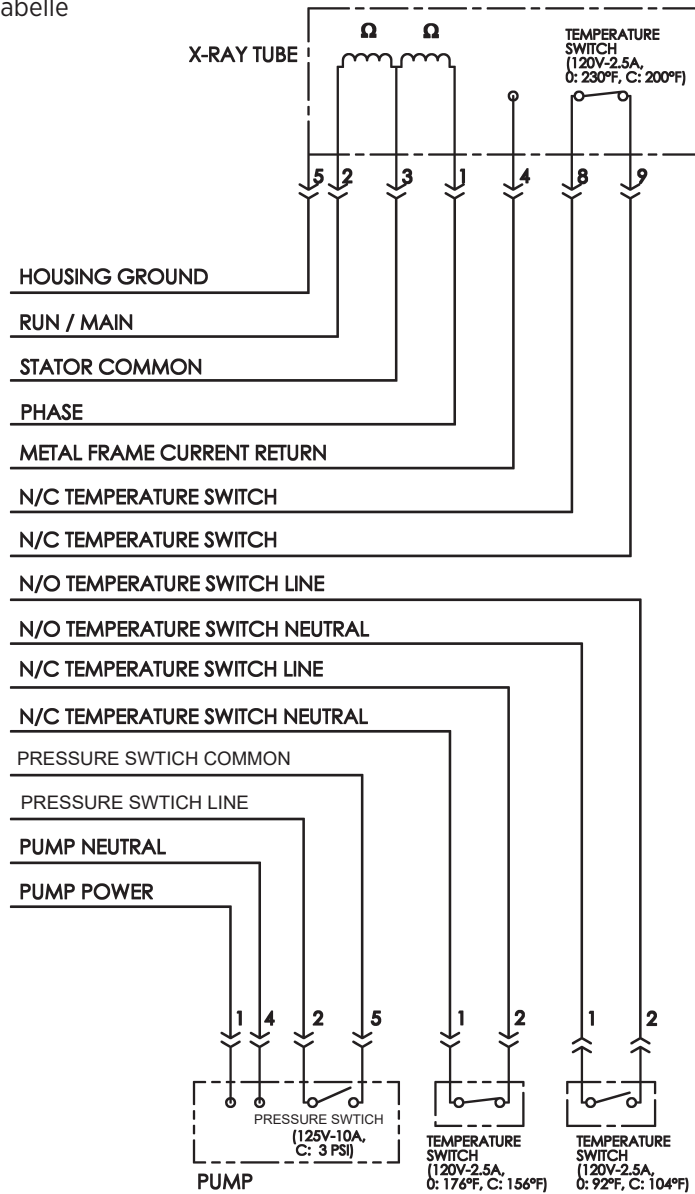 abelle
Ω Ω
X-RAY TUBE
TEMPERATURE
SWITCH
(120V-2.5A,
0: 230°F, C: 200°F)
5 2 3 1 4 8 9
HOUSING GROUND
RUN / MAIN
STATOR COMMON
PHASE
METAL FRAME CURRENT RETURN
N/C TEMPERATURE SWITCH
N/C TEMPERATURE SWITCH
N/O TEMPERATURE SWITCH LINE
N/O TEMPERATURE SWITCH NEUTRAL
N/C TEMPERATURE SWITCH LINE
N/C TEMPERATURE SWITCH NEUTRAL
PRESSURE SWTICH COMMON
PRESSURE SWTICH LINE
PUMP NEUTRAL
PUMP POWER
1 4 2 5 1 2 1 2
PRESSURE SWTICH
(125V-10A,
C: 3 PSI)
PUMP
TEMPERATURE
SWITCH
(120V-2.5A,
0: 176°F, C: 156°F)
TEMPERATURE
SWITCH
(120V-2.5A,
0: 92°F, C: 104°F)